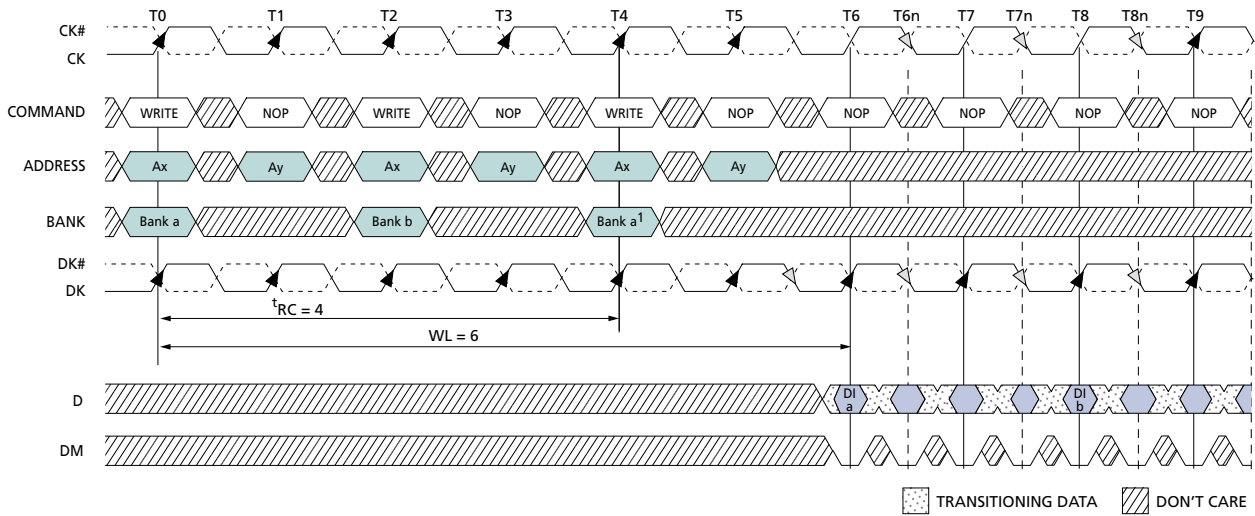 T0 T1 T2 T3 T4 T5 T6 T6n T7 T7n T8 T8n T9
CK#
CK
COMMAND WRITE NOP WRITE NOP WRITE NOP NOP NOP NOP NOP
ADDRESS Ax Ay Ax Ay Ax Ay
BANK Bank a Bank b Bank a¹
DK#
DK
tRC = 4
WL = 6
D DI a DI b
DM
TRANSITIONING DATA DON'T CARE